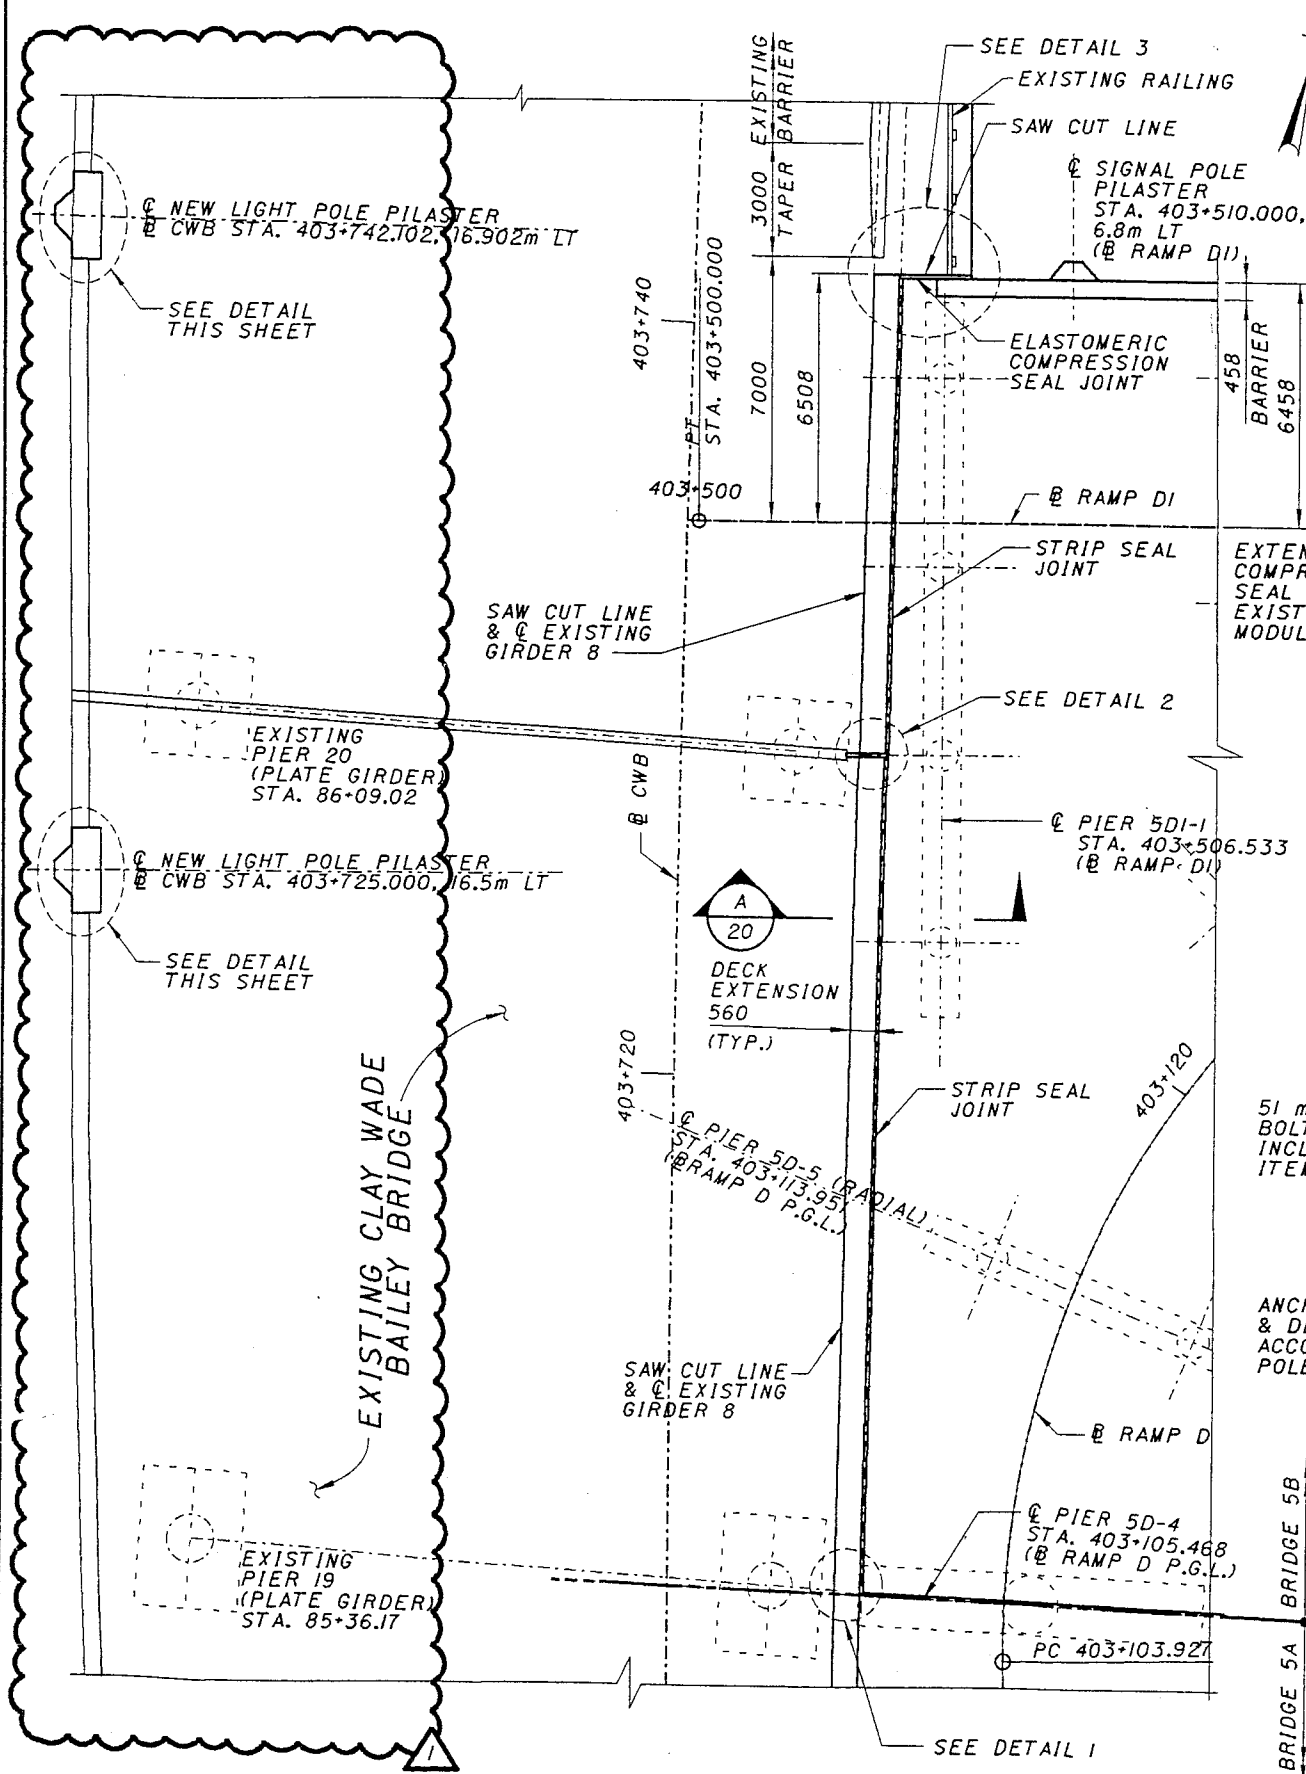 SEE DETAIL 3
EXISTING RAILING
SAW CUT LINE
EXISTING
BARRIER
3000
TAPER
℄ SIGNAL POLE
PILASTER
STA. 403+510.000,
6.8m LT
(℄ RAMP D1)
℄ NEW LIGHT POLE PILASTER
℄ CWB STA. 403+742.102, 16.902m LT
SEE DETAIL
THIS SHEET
403+740
PT
STA. 403+500.000
7000
6508
ELASTOMERIC
COMPRESSION
SEAL JOINT
458
BARRIER
6458
403+500
℄ RAMP D1
STRIP SEAL
JOINT
SAW CUT LINE
& ℄ EXISTING
GIRDER 8
SEE DETAIL 2
EXISTING
PIER 20
(PLATE GIRDER)
STA. 86+09.02
℄ CWB
℄ PIER 5D1-1
STA. 403+506.533
(℄ RAMP D1)
℄ NEW LIGHT POLE PILASTER
℄ CWB STA. 403+725.000, 16.5m LT
SEE DETAIL
THIS SHEET
A
20
DECK
EXTENSION
560
(TYP.)
403+720
STRIP SEAL
JOINT
403+120
51
℄ PIER 5D-5 (RADIAL)
STA. 403+113.951
(℄ RAMP D P.G.L.)
EXISTING CLAY WADE
BAILEY BRIDGE
& 
SAW CUT LINE
& ℄ EXISTING
GIRDER 8
℄ RAMP D
℄ PIER 5D-4
STA. 403+105.468
(℄ RAMP D P.G.L.)
EXISTING
PIER 19
(PLATE GIRDER)
STA. 85+36.17
PC 403+103.927
BRIDGE 5B
BRIDGE 5A
SEE DETAIL 1
1